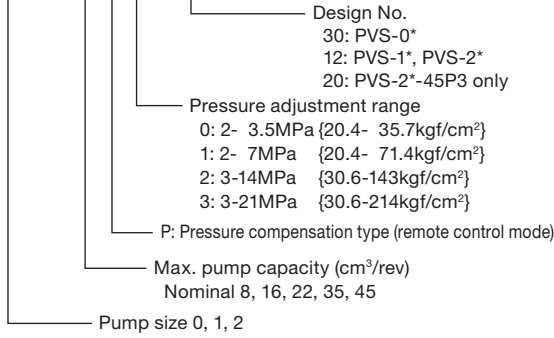 Design No.
30: PVS-0*
12: PVS-1*, PVS-2*
20: PVS-2*-45P3 only
Pressure adjustment range
0: 2- 3.5MPa {20.4- 35.7kgf/cm²}
1: 2- 7MPa {20.4- 71.4kgf/cm²}
2: 3-14MPa {30.6-143kgf/cm²}
3: 3-21MPa {30.6-214kgf/cm²}
P: Pressure compensation type (remote control mode)
Max. pump capacity (cm³/rev)
Nominal 8, 16, 22, 35, 45
Pump size 0, 1, 2